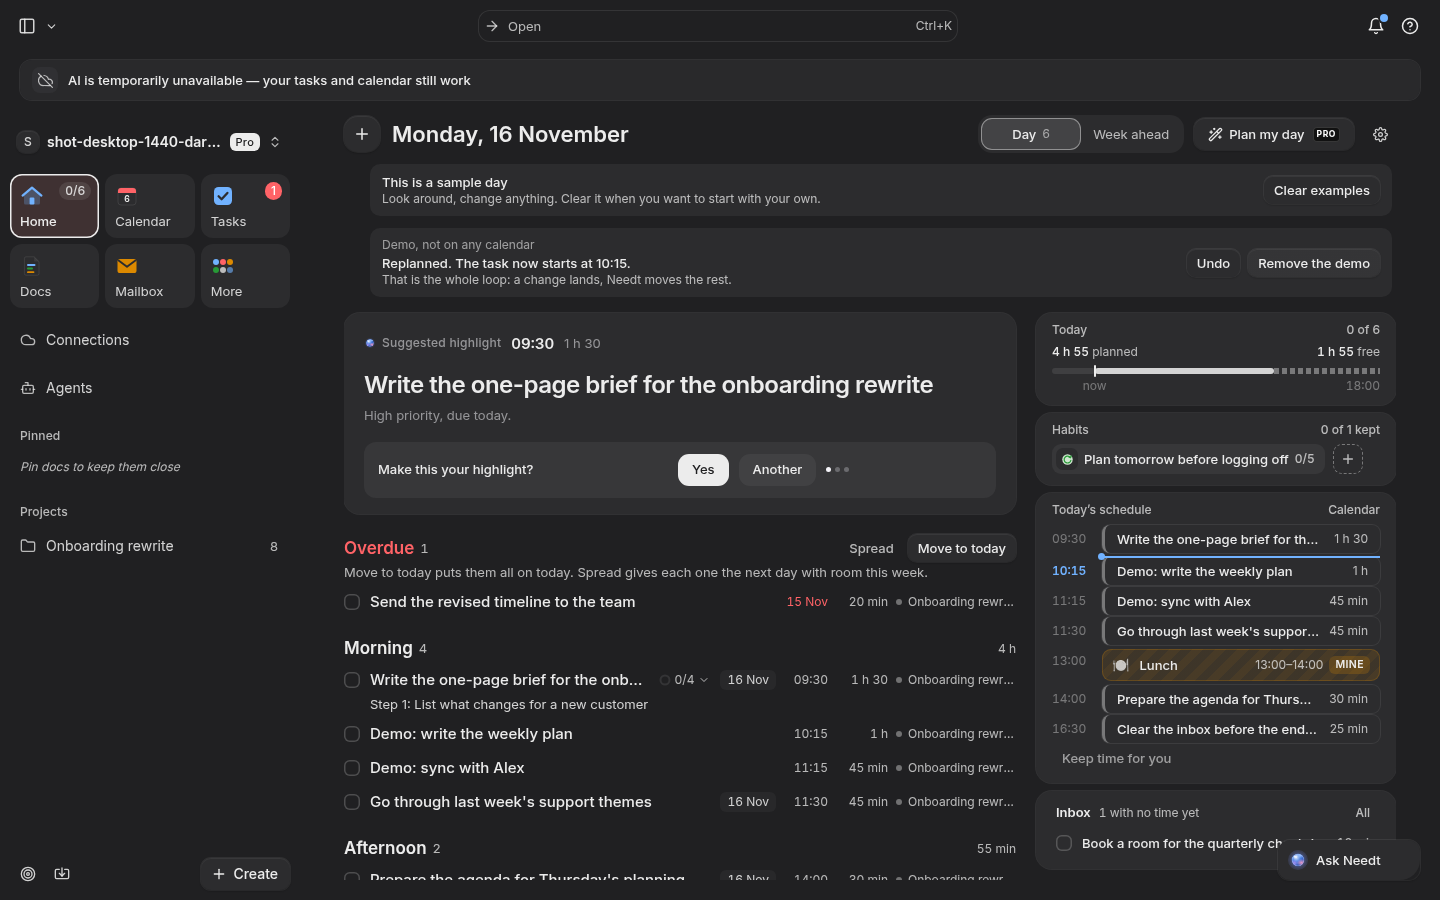 Open
Ctrl+K
AI is temporarily unavailable — your tasks and calendar still work
S
shot-desktop-1440-dar...
Pro
0/6
Home
6
Calendar
1
Tasks
Docs
Mailbox
More
Connections
Agents
Pinned
Pin docs to keep them close
Projects
Onboarding rewrite
8
Create
Monday, 16 November
Day 6
Week ahead
Plan my day PRO
This is a sample day
Look around, change anything. Clear it when you want to start with your own.
Clear examples
Demo, not on any calendar
Replanned. The task now starts at 10:15.
That is the whole loop: a change lands, Needt moves the rest.
Undo
Remove the demo
Suggested highlight 09:30 1 h 30
Write the one-page brief for the onboarding rewrite
High priority, due today.
Make this your highlight?
Yes
Another
Overdue 1
Spread
Move to today
Move to today puts them all on today. Spread gives each one the next day with room this week.
Send the revised timeline to the team 15 Nov 20 min Onboarding rewr...
Morning 4 4 h
Write the one-page brief for the onb... 0/4 16 Nov 09:30 1 h 30 Onboarding rewr...
Step 1: List what changes for a new customer
Demo: write the weekly plan 10:15 1 h Onboarding rewr...
Demo: sync with Alex 11:15 45 min Onboarding rewr...
Go through last week's support themes 16 Nov 11:30 45 min Onboarding rewr...
Afternoon 2 55 min
Prepare the agenda for Thursday's planning 16 Nov 14:00 30 min Onboarding rewr...
Today 0 of 6
4 h 55 planned 1 h 55 free
now 18:00
Habits 0 of 1 kept
Plan tomorrow before logging off 0/5
Today's schedule Calendar
09:30 Write the one-page brief for th... 1 h 30
10:15 Demo: write the weekly plan 1 h
11:15 Demo: sync with Alex 45 min
11:30 Go through last week's suppor... 45 min
13:00 Lunch 13:00–14:00 MINE
14:00 Prepare the agenda for Thurs... 30 min
16:30 Clear the inbox before the end... 25 min
Keep time for you
Inbox 1 with no time yet All
Book a room for the quarterly
Ask Needt